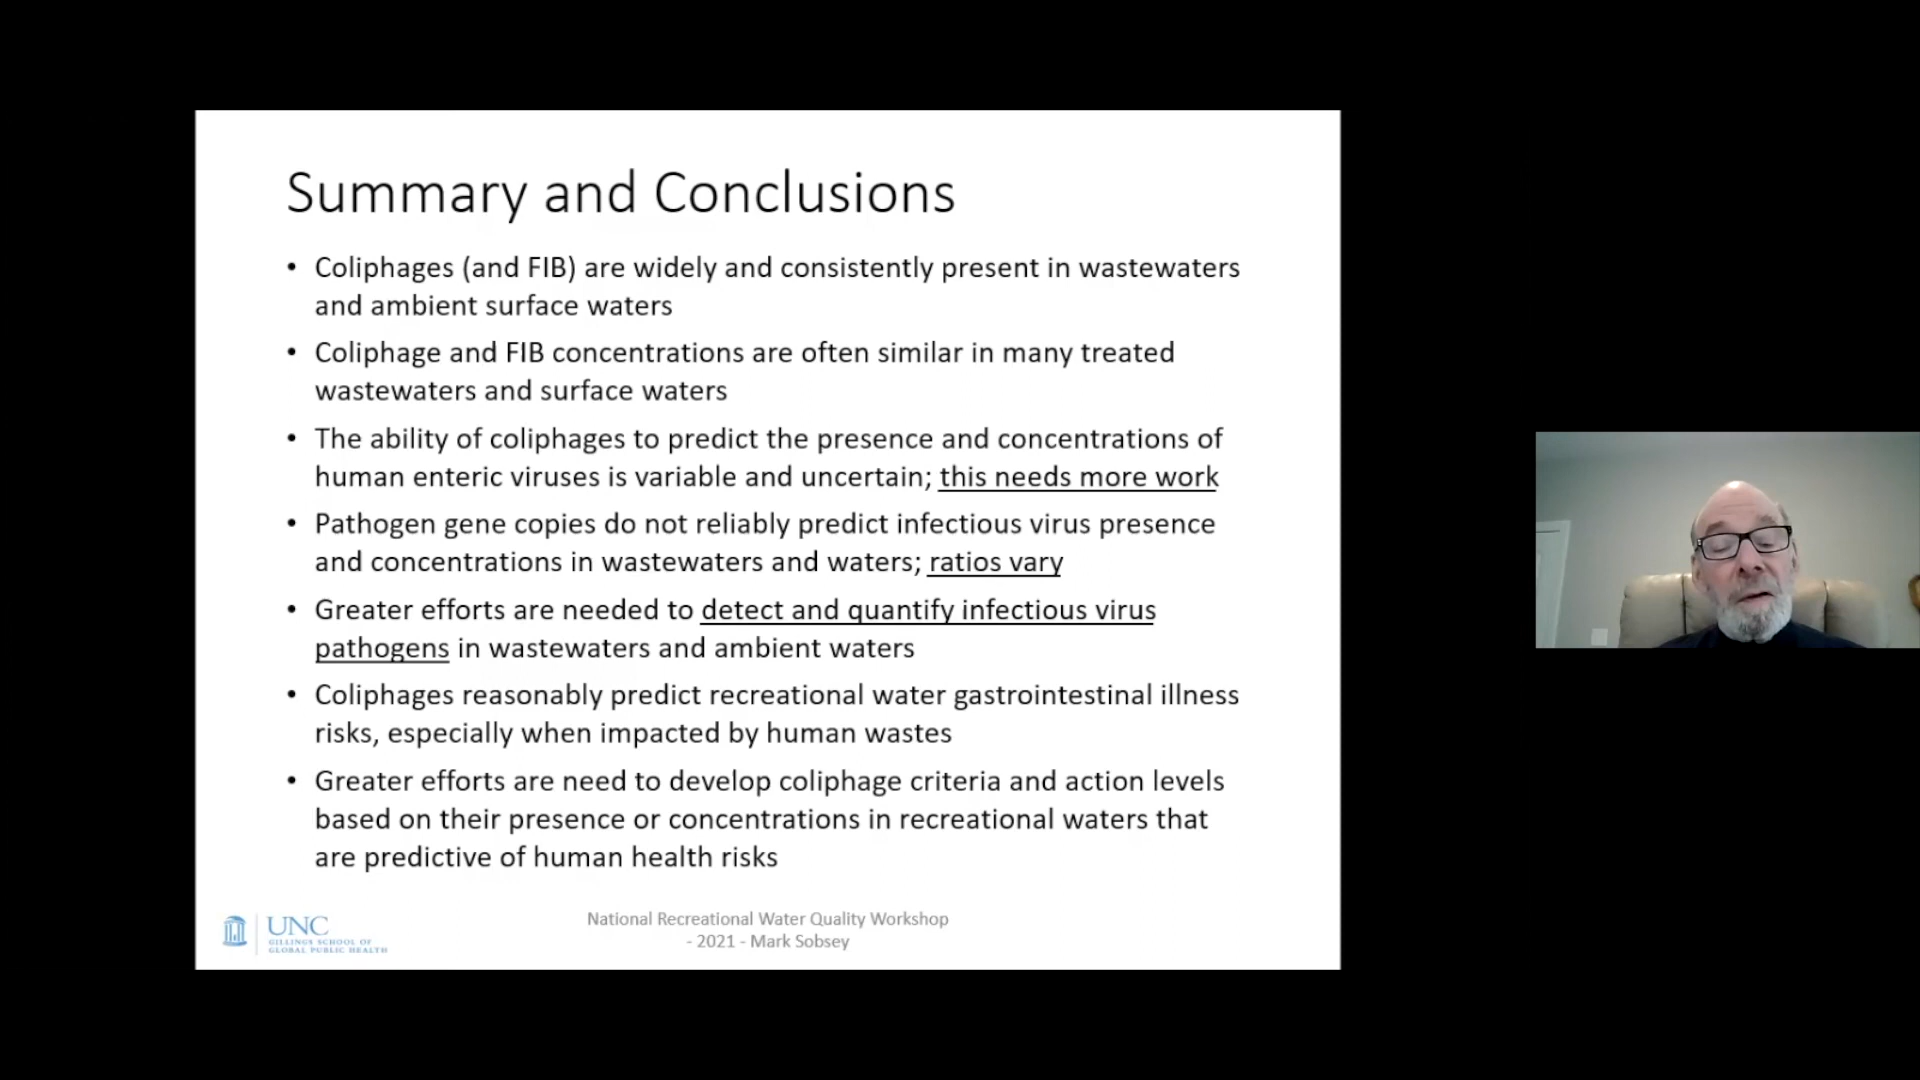 Summary and Conclusions
• Coliphages (and FIB) are widely and consistently present in wastewaters
and ambient surface waters
• Coliphage and FIB concentrations are often similar in many treated
wastewaters and surface waters
• The ability of coliphages to predict the presence and concentrations of
human enteric viruses is variable and uncertain; this needs more work
• Pathogen gene copies do not reliably predict infectious virus presence
and concentrations in wastewaters and waters; ratios vary
• Greater efforts are needed to detect and quantify infectious virus
pathogens in wastewaters and ambient waters
• Coliphages reasonably predict recreational water gastrointestinal illness
risks, especially when impacted by human wastes
• Greater efforts are need to develop coliphage criteria and action levels
based on their presence or concentrations in recreational waters that
are predictive of human health risks
UNC
GILLINGS SCHOOL OF
GLOBAL PUBLIC HEALTH
National Recreational Water Quality Workshop
- 2021 - Mark Sobsey